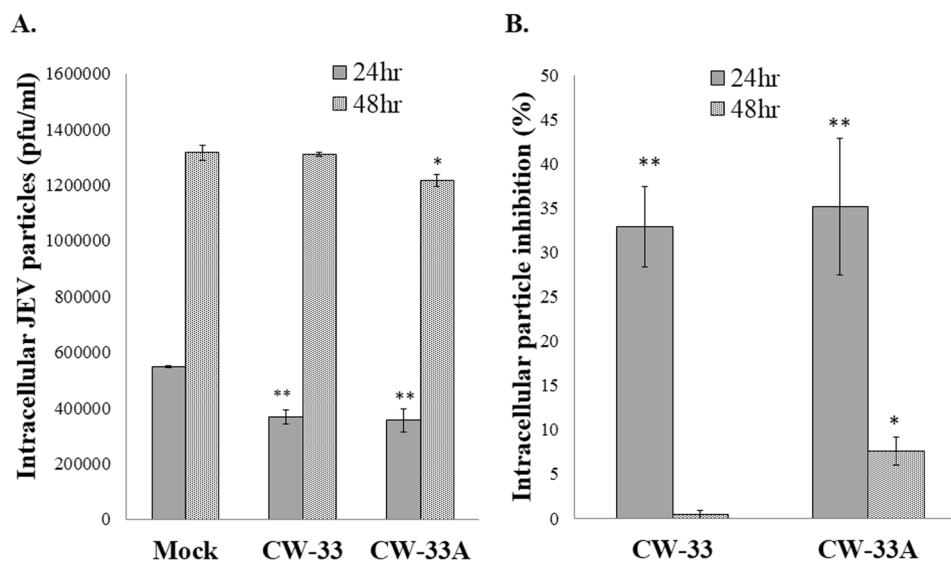 A.
Intracellular JEV particles (pfu/ml)
1600000
1400000
1200000
1000000
800000
600000
400000
200000
0
24hr
48hr
*
**
**
Mock CW-33 CW-33A
B.
Intracellular particle inhibition (%)
50
45
40
35
30
25
20
15
10
5
0
24hr
48hr
**
**
*
CW-33 CW-33A